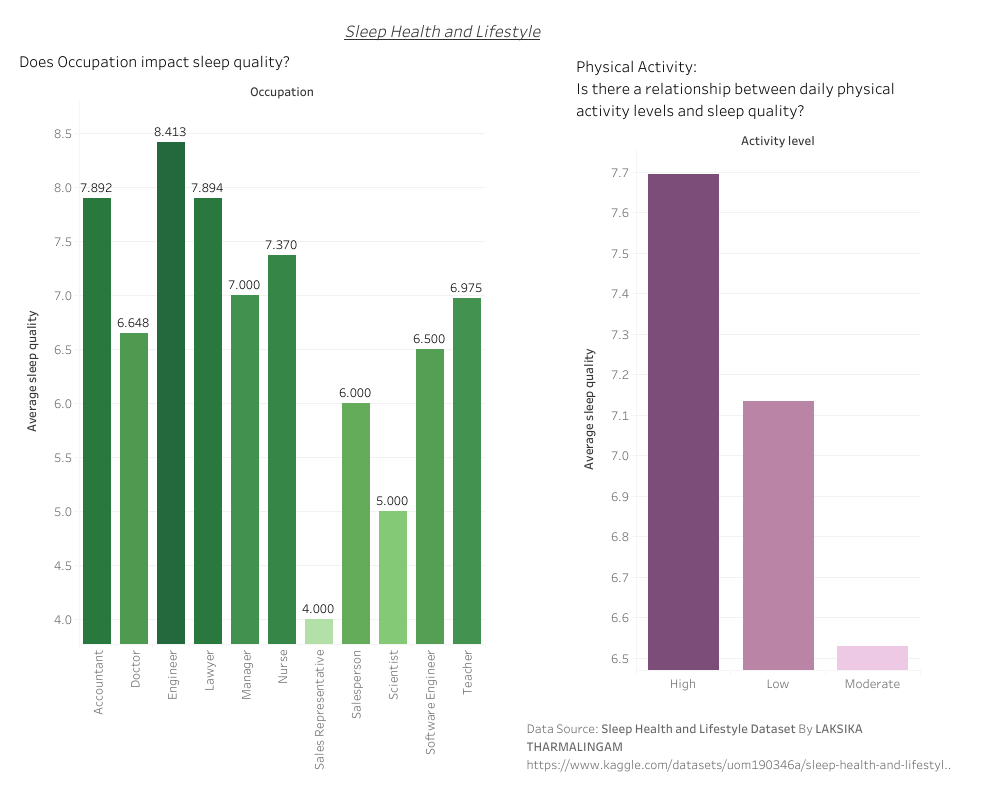 Sleep Health and Lifestyle
Does Occupation impact sleep quality?
Occupation
Average sleep quality
8.5
8.0
7.5
7.0
6.5
6.0
5.5
5.0
4.5
4.0
7.892
6.648
8.413
7.894
7.000
7.370
4.000
6.000
5.000
6.500
6.975
Accountant
Doctor
Engineer
Lawyer
Manager
Nurse
Sales Representative
Salesperson
Scientist
Software Engineer
Teacher
Physical Activity:
Is there a relationship between daily physical
activity levels and sleep quality?
Activity level
Average sleep quality
7.7
7.6
7.5
7.4
7.3
7.2
7.1
7.0
6.9
6.8
6.7
6.6
6.5
High
Low
Moderate
Data Source: Sleep Health and Lifestyle Dataset By LAKSIKA
THARMALINGAM
https://www.kaggle.com/datasets/uom190346a/sleep-health-and-lifestyl..